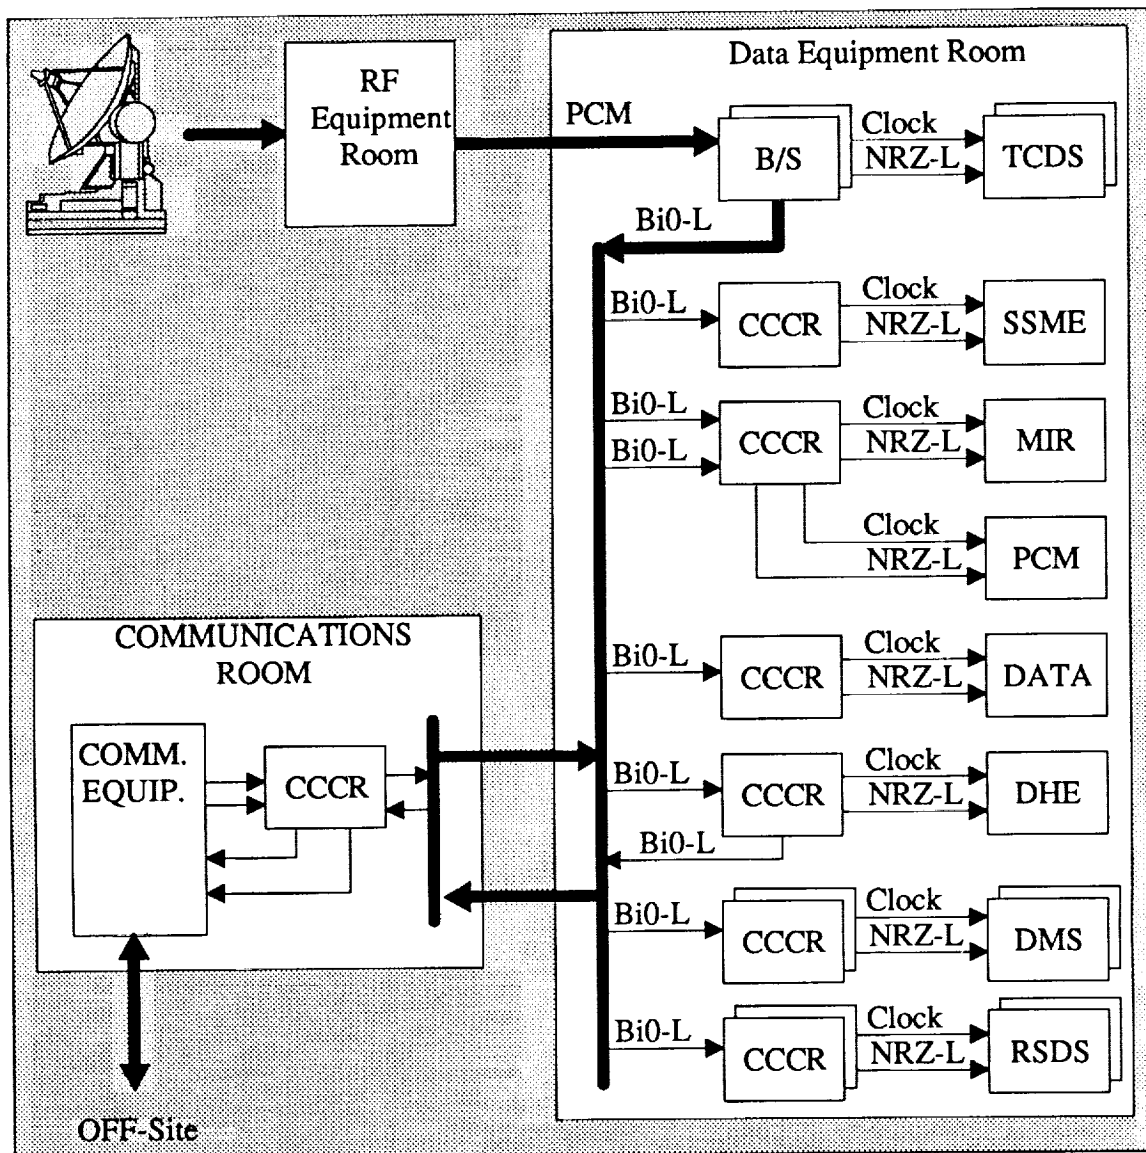 Data Equipment Room
RF
Equipment
Room
PCM
B/S
Clock
NRZ-L
TCDS
Bi0-L
Bi0-L
CCCR
Clock
NRZ-L
SSME
Bi0-L
Bi0-L
CCCR
Clock
NRZ-L
MIR
Clock
NRZ-L
PCM
COMMUNICATIONS
ROOM
COMM.
EQUIP.
CCCR
Bi0-L
CCCR
Clock
NRZ-L
DATA
Bi0-L
CCCR
Clock
NRZ-L
DHE
Bi0-L
Bi0-L
CCCR
Clock
NRZ-L
DMS
Bi0-L
CCCR
Clock
NRZ-L
RSDS
OFF-Site